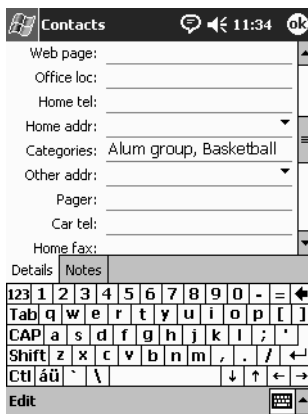 Contacts 11:34 ok
Web page:
Office loc:
Home tel:
Home addr:
Categories: Alum group, Basketball
Other addr:
Pager:
Car tel:
Home fax:
Details Notes
123 1 2 3 4 5 6 7 8 9 0 - =
Tab q w e r t y u i o p [ ]
CAP a s d f g h j k l ; '
Shift z x c v b n m , . /
Ctl áü ` \ ↓ ↑ ← →
Edit